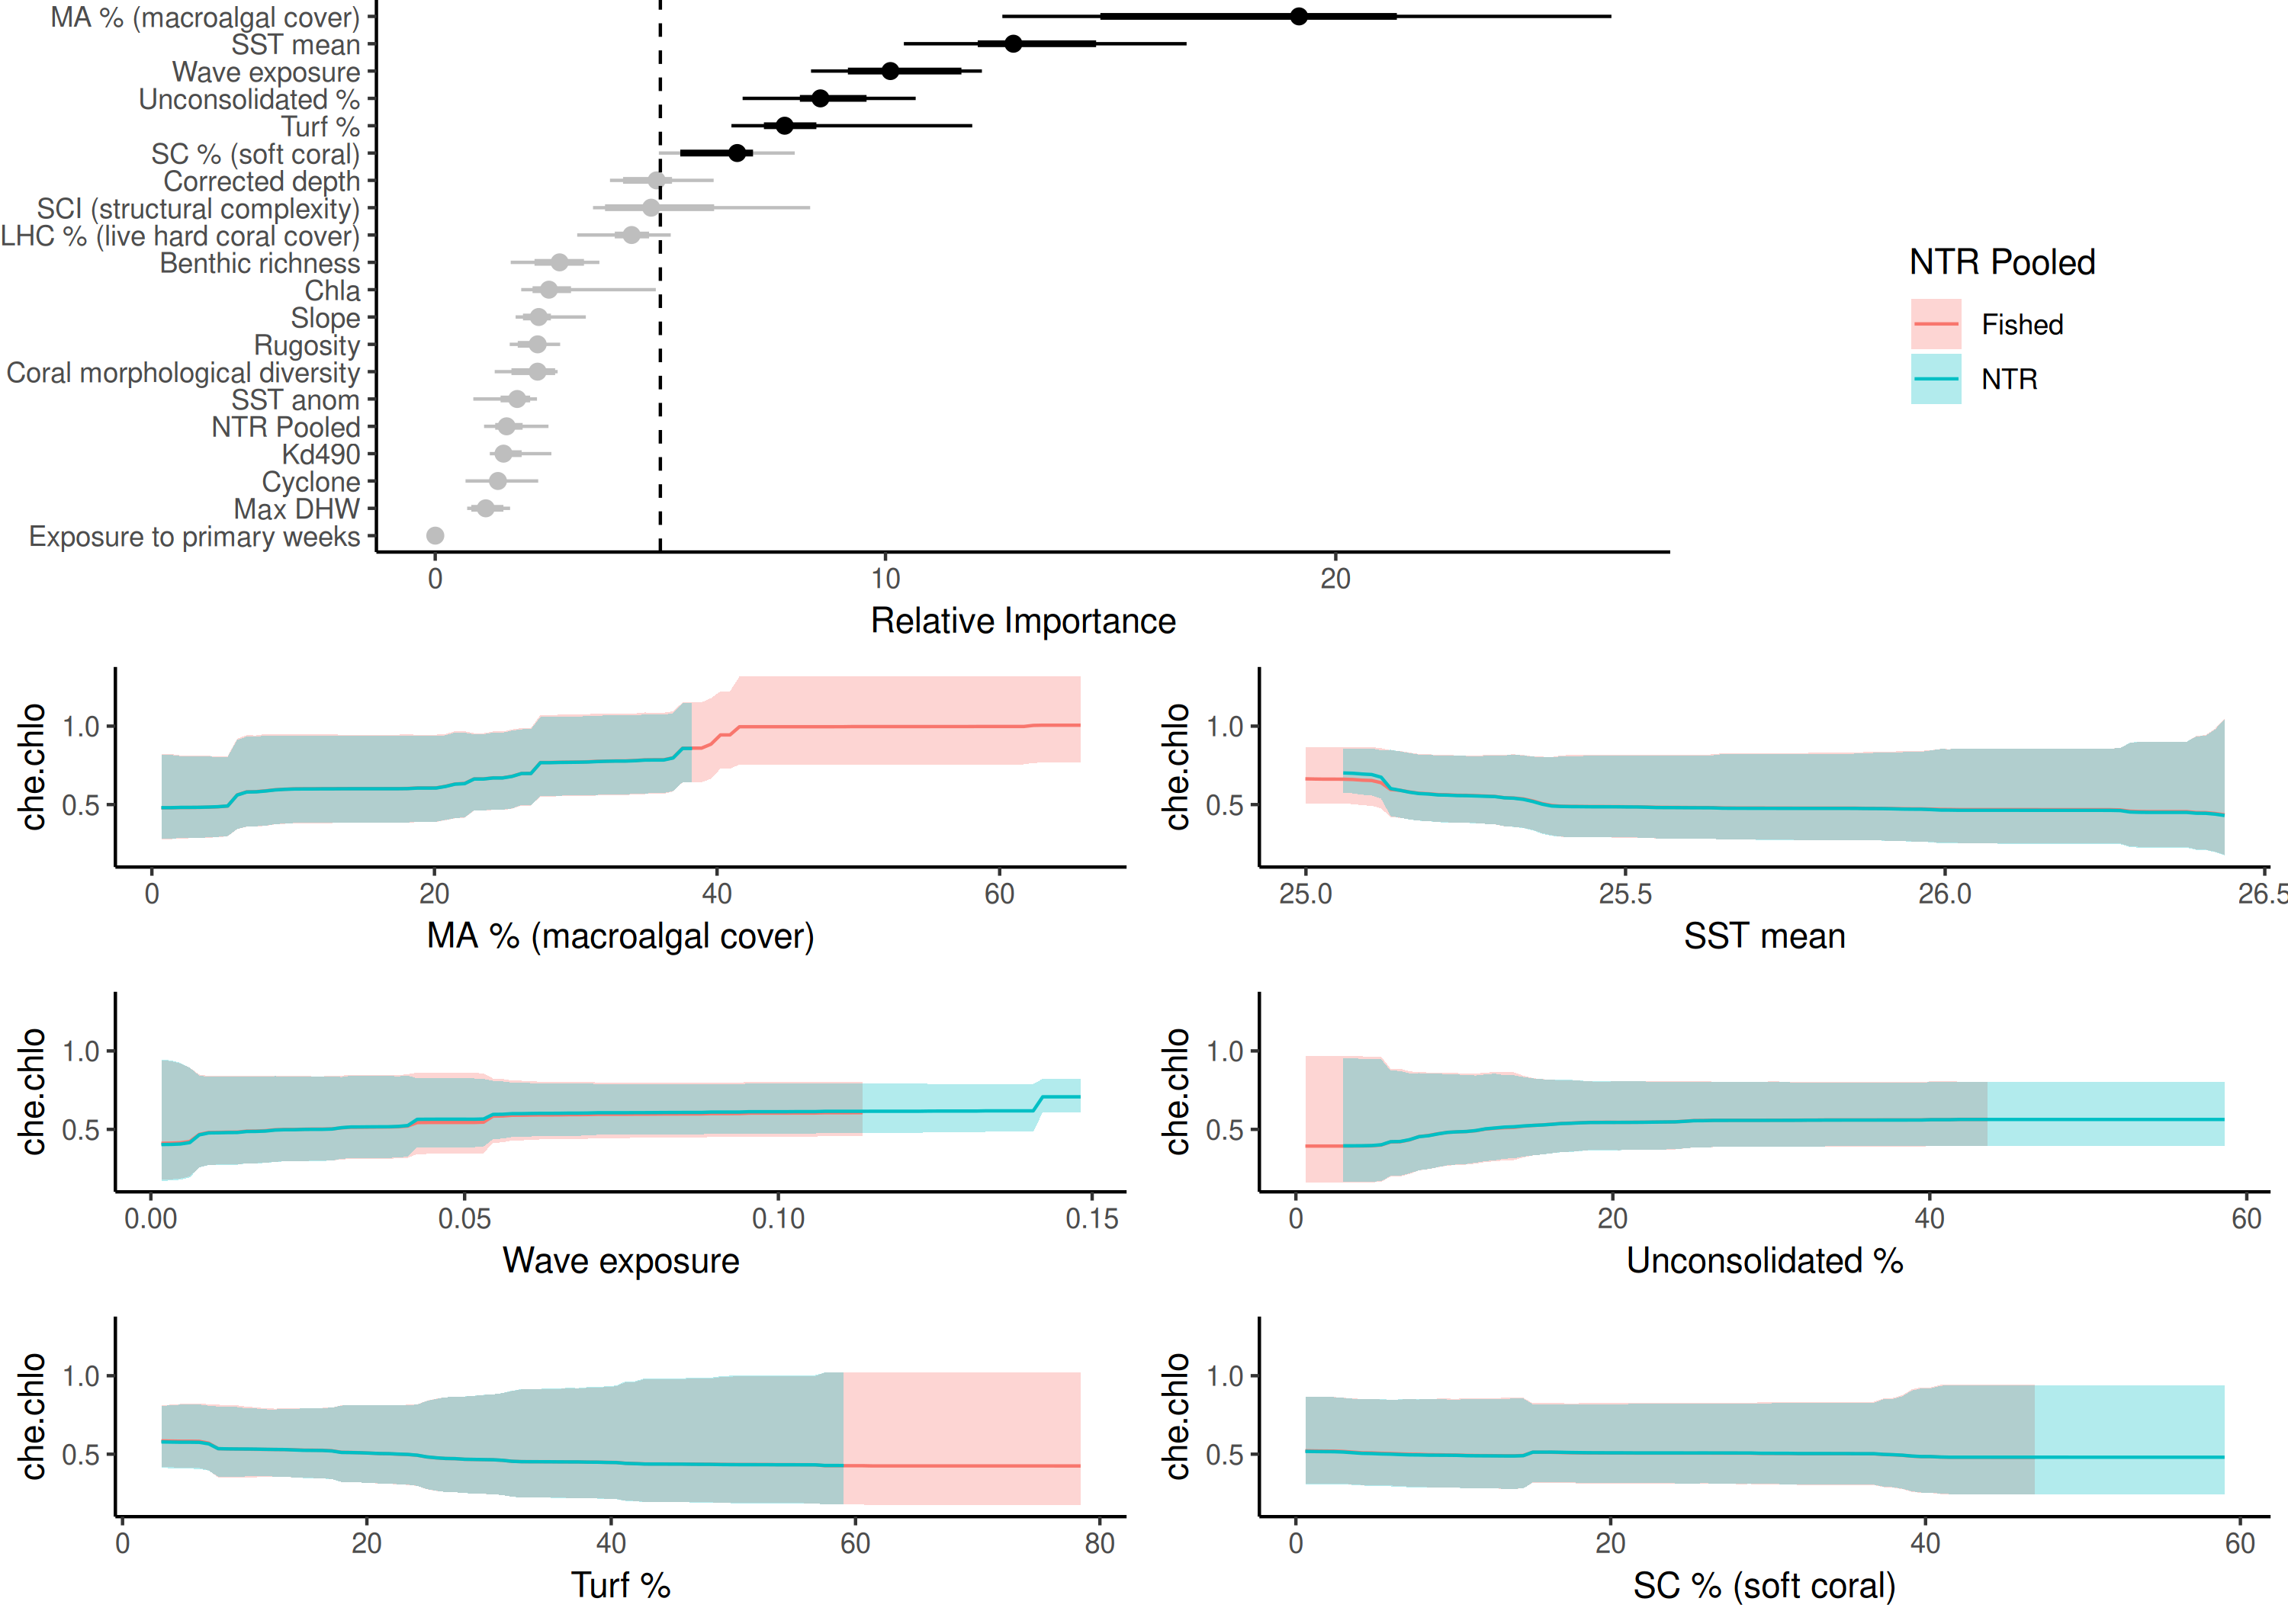 MA % (macroalgal cover)
SST mean
Wave exposure
Unconsolidated %
Turf %
SC % (soft coral)
Corrected depth
SCI (structural complexity)
LHC % (live hard coral cover)
Benthic richness
Chla
Slope
Rugosity
Coral morphological diversity
SST anom
NTR Pooled
Kd490
Cyclone
Max DHW
Exposure to primary weeks
0 10 20
Relative Importance
NTR Pooled
Fished
NTR
che.chlo
1.0
0.5
0 20 40 60
MA % (macroalgal cover)
che.chlo
1.0
0.5
25.0 25.5 26.0 26.5
SST mean
che.chlo
1.0
0.5
0.00 0.05 0.10 0.15
Wave exposure
che.chlo
1.0
0.5
0 20 40 60
Unconsolidated %
che.chlo
1.0
0.5
0 20 40 60 80
Turf %
che.chlo
1.0
0.5
0 20 40 60
SC % (soft coral)